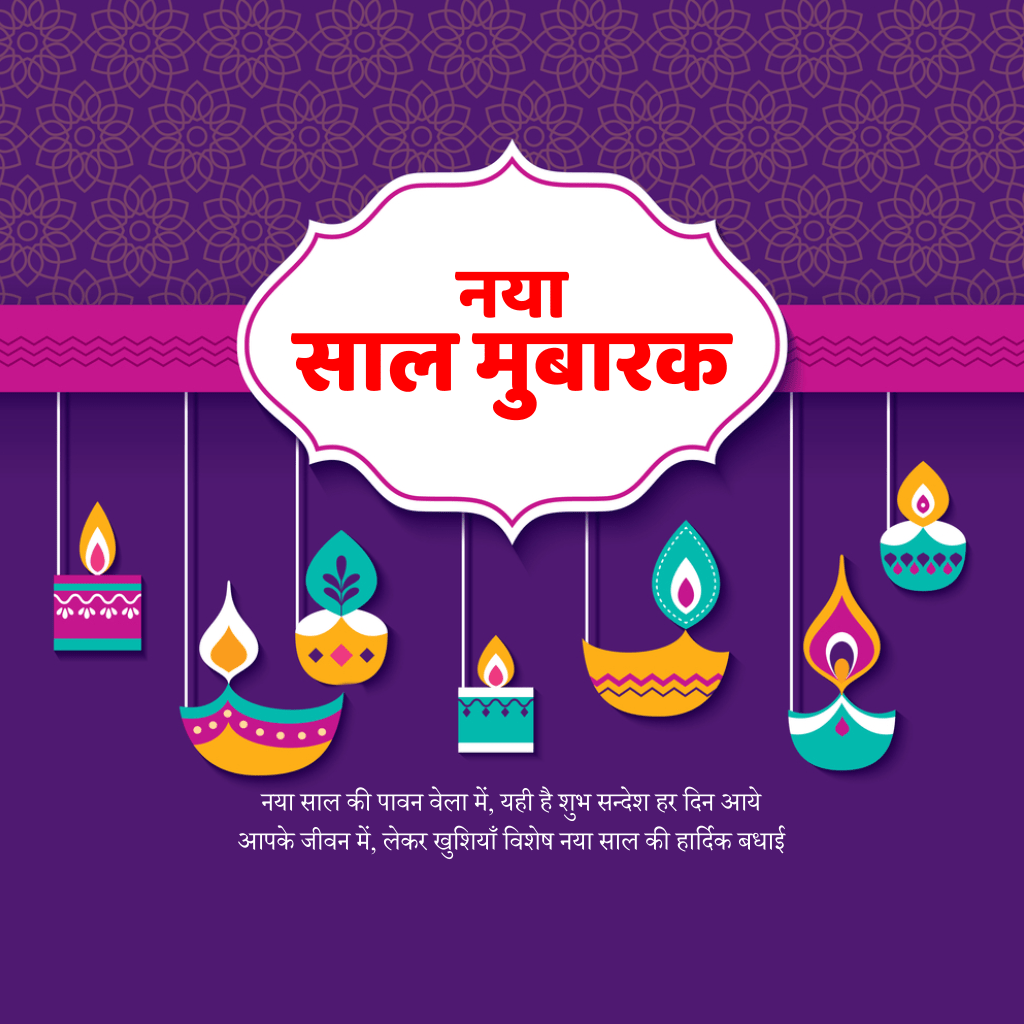 नया
साल मुबारक
नया साल की पावन वेला में, यही है शुभ सन्देश हर दिन आये
आपके जीवन में, लेकर खुशियाँ विशेष नया साल की हार्दिक बधाई